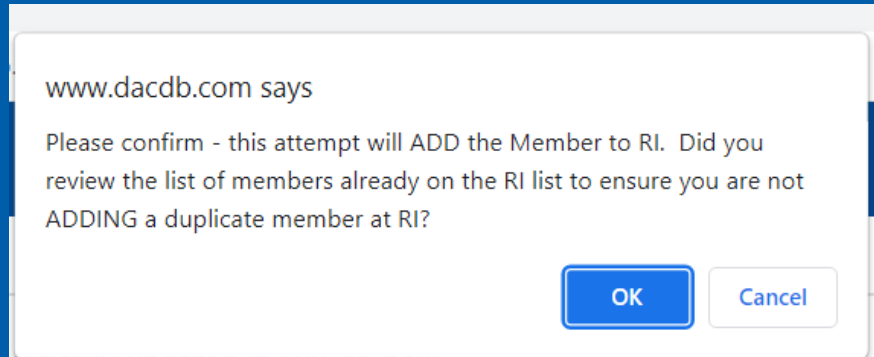 www.dacdb.com says
Please confirm - this attempt will ADD the Member to RI.  Did you
review the list of members already on the RI list to ensure you are not
ADDING a duplicate member at RI?
OK
Cancel